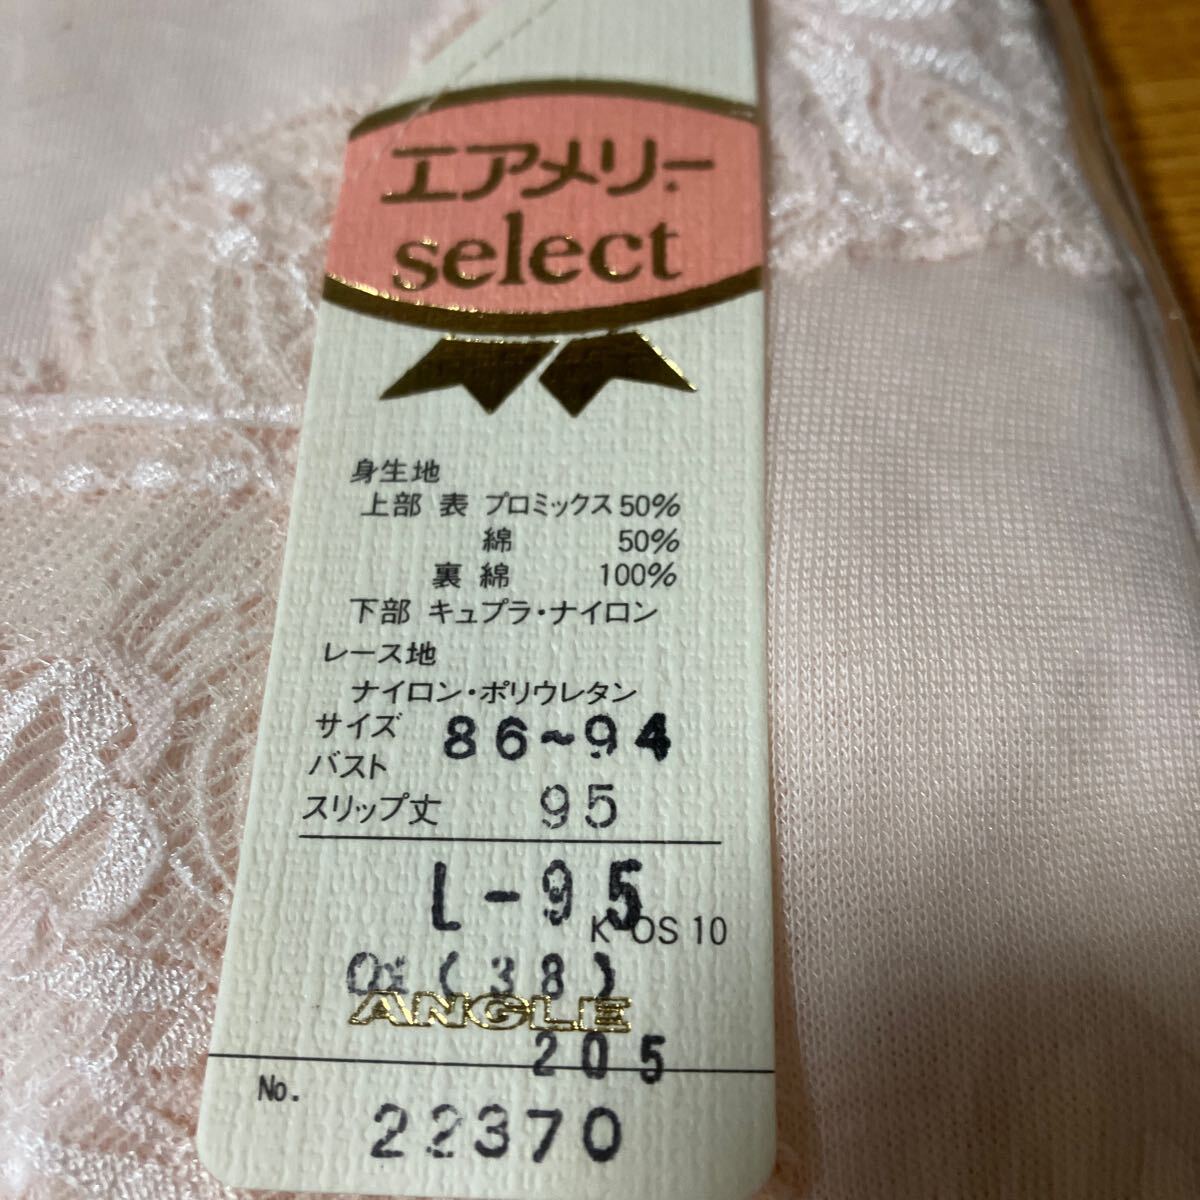 エアメリー
select
身生地
上部 表 プロミックス50%
綿 50%
裏 綿 100%
下部 キュプラ・ナイロン
レース地
ナイロン・ポリウレタン
サイズ
バスト 86~94
スリップ丈 95
L-95
K OS 10
(38)
ANGLE
205
No.
22370